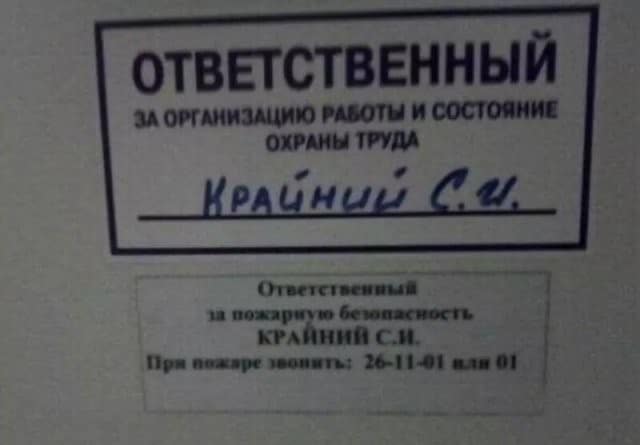 ОТВЕТСТВЕННЫЙ
ЗА ОРГАНИЗАЦИЮ РАБОТЫ И СОСТОЯНИЕ
ОХРАНЫ ТРУДА
КРАЙНИЙ С.И.
Ответственный
за пожарную безопасность
КРАЙНИЙ С.И.
При пожаре звонить: 26-11-01 или 01